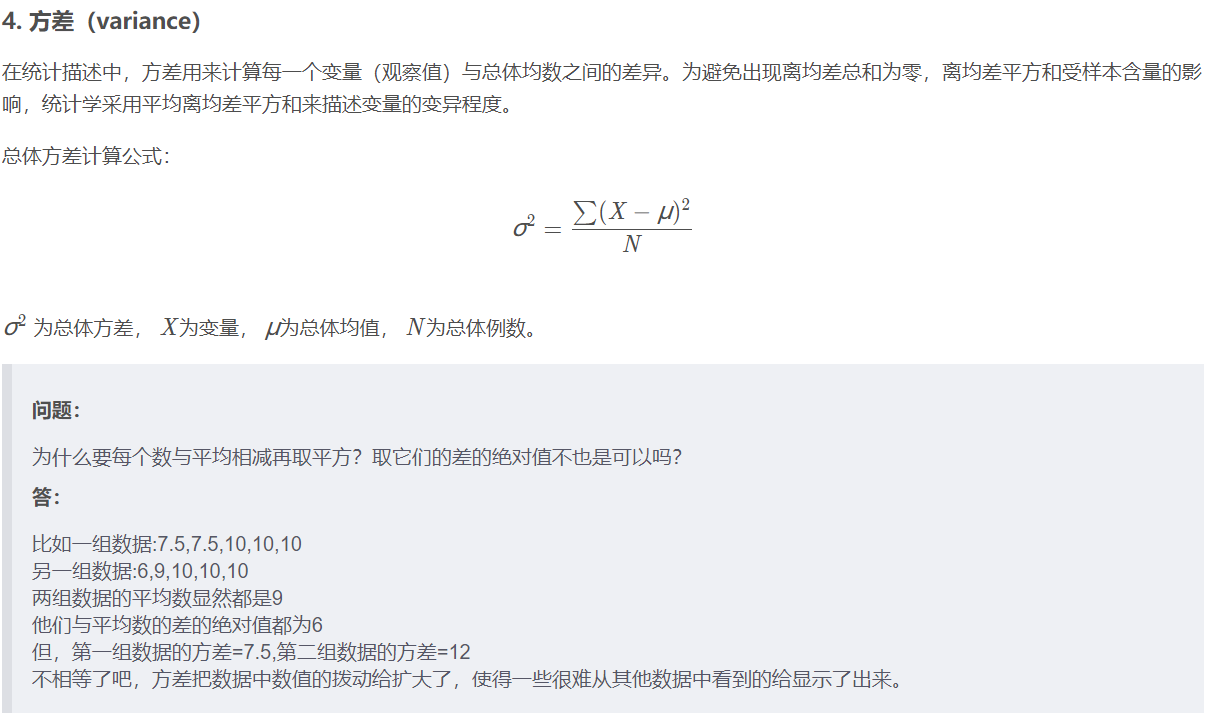 4. 方差（variance）
在统计描述中，方差用来计算每一个变量（观察值）与总体均数之间的差异。为避免出现离均差总和为零，离均差平方和受样本含量的影
响，统计学采用平均离均差平方和来描述变量的变异程度。
总体方差计算公式：
σ² = ∑(X − μ)² / N
σ² 为总体方差， X为变量， μ为总体均值， N为总体例数。
问题：
为什么要每个数与平均相减再取平方？取它们的差的绝对值不也是可以吗？
答：
比如一组数据:7.5,7.5,10,10,10
另一组数据:6,9,10,10,10
两组数据的平均数显然都是9
他们与平均数的差的绝对值都为6
但，第一组数据的方差=7.5,第二组数据的方差=12
不相等了吧，方差把数据中数值的拨动给扩大了，使得一些很难从其他数据中看到的给显示了出来。